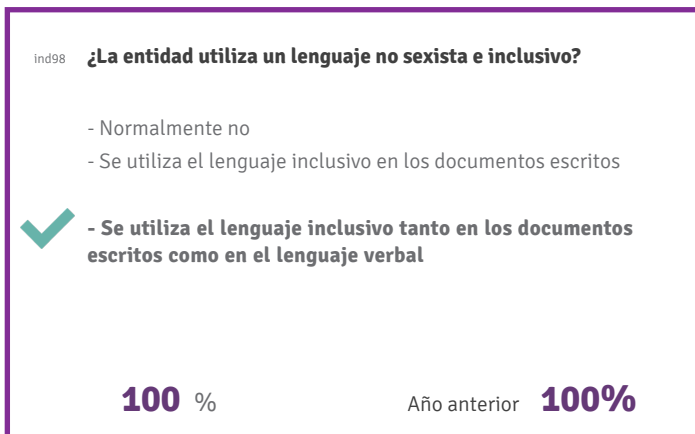 ind98 ¿La entidad utiliza un lenguaje no sexista e inclusivo?
- Normalmente no
- Se utiliza el lenguaje inclusivo en los documentos escritos
- Se utiliza el lenguaje inclusivo tanto en los documentos
escritos como en el lenguaje verbal
100 % Año anterior 100%